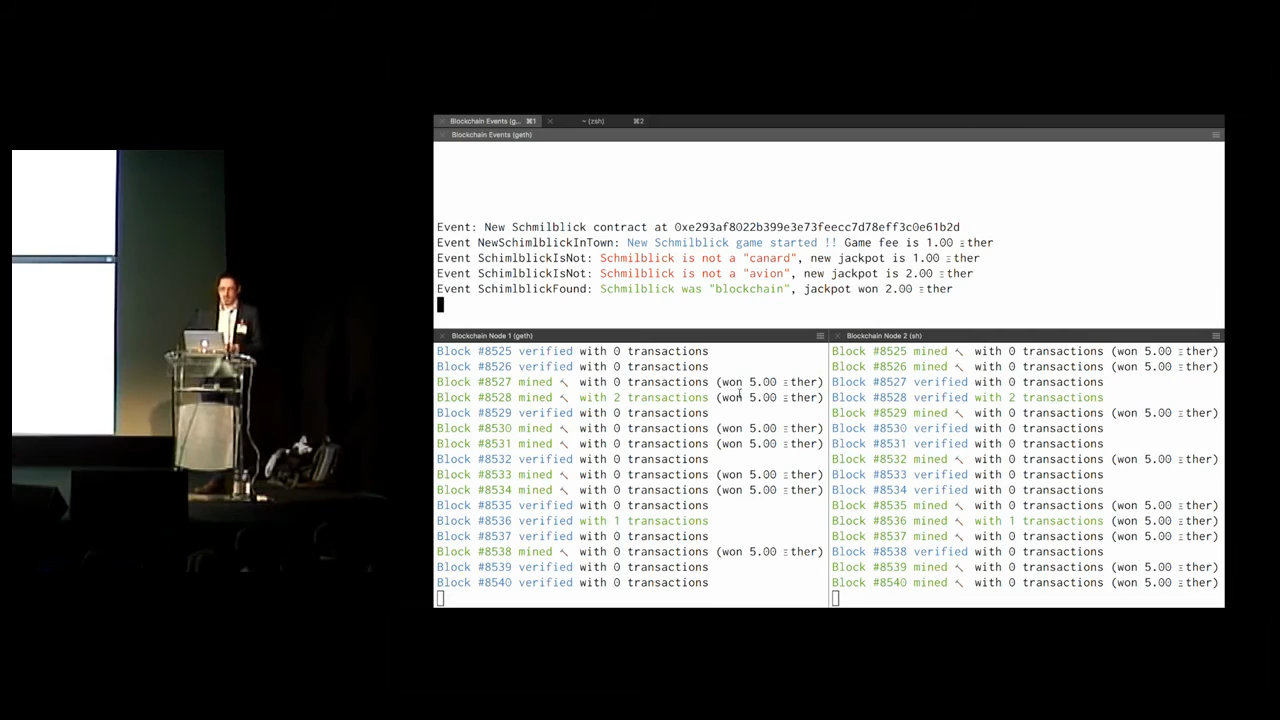 Blockchain Events (g... ⌘1 ~ (zsh) ⌘2
Blockchain Events (geth)
Event: New Schmilblick contract at 0xe293af8022b399e3e73feecc7d78eff3c0e61b2d
Event NewSchimlblickInTown: New Schmilblick game started !! Game fee is 1.00 Ξther
Event SchimlblickIsNot: Schmilblick is not a "canard", new jackpot is 1.00 Ξther
Event SchimlblickIsNot: Schmilblick is not a "avion", new jackpot is 2.00 Ξther
Event SchimlblickFound: Schmilblick was "blockchain", jackpot won 2.00 Ξther
Blockchain Node 1 (geth)
Block #8525 verified with 0 transactions
Block #8526 verified with 0 transactions
Block #8527 mined 🔨 with 0 transactions (won 5.00 Ξther)
Block #8528 mined 🔨 with 2 transactions (won 5.00 Ξther)
Block #8529 verified with 0 transactions
Block #8530 mined 🔨 with 0 transactions (won 5.00 Ξther)
Block #8531 mined 🔨 with 0 transactions (won 5.00 Ξther)
Block #8532 verified with 0 transactions
Block #8533 mined 🔨 with 0 transactions (won 5.00 Ξther)
Block #8534 mined 🔨 with 0 transactions (won 5.00 Ξther)
Block #8535 verified with 0 transactions
Block #8536 verified with 1 transactions
Block #8537 verified with 0 transactions
Block #8538 mined 🔨 with 0 transactions (won 5.00 Ξther)
Block #8539 verified with 0 transactions
Block #8540 verified with 0 transactions
Blockchain Node 2 (sh)
Block #8525 mined 🔨 with 0 transactions (won 5.00 Ξther)
Block #8526 mined 🔨 with 0 transactions (won 5.00 Ξther)
Block #8527 verified with 0 transactions
Block #8528 verified with 2 transactions
Block #8529 mined 🔨 with 0 transactions (won 5.00 Ξther)
Block #8530 verified with 0 transactions
Block #8531 verified with 0 transactions
Block #8532 mined 🔨 with 0 transactions (won 5.00 Ξther)
Block #8533 verified with 0 transactions
Block #8534 verified with 0 transactions
Block #8535 mined 🔨 with 0 transactions (won 5.00 Ξther)
Block #8536 mined 🔨 with 1 transactions (won 5.00 Ξther)
Block #8537 mined 🔨 with 0 transactions (won 5.00 Ξther)
Block #8538 verified with 0 transactions
Block #8539 mined 🔨 with 0 transactions (won 5.00 Ξther)
Block #8540 mined 🔨 with 0 transactions (won 5.00 Ξther)